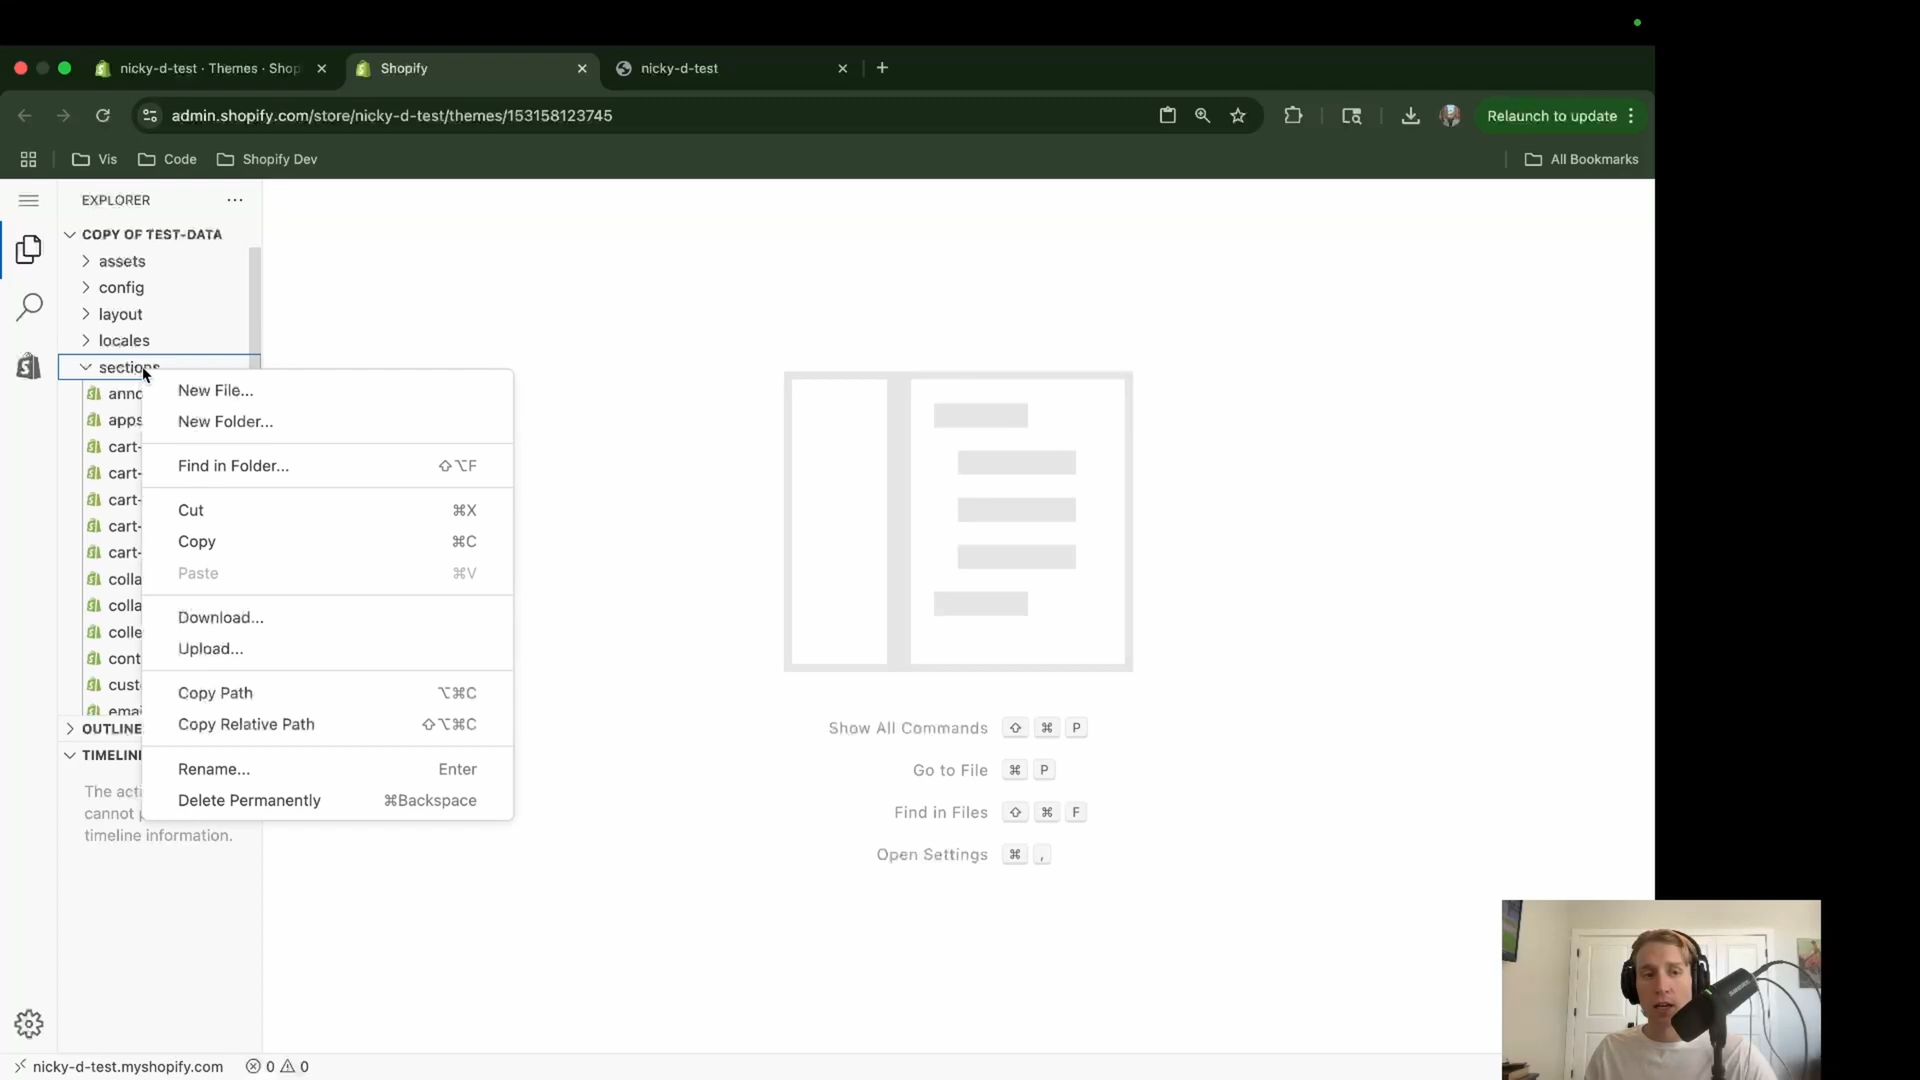 nicky-d-test · Themes · Shop
Shopify
nicky-d-test
admin.shopify.com/store/nicky-d-test/themes/153158123745
Relaunch to update
Vis
Code
Shopify Dev
All Bookmarks
EXPLORER
COPY OF TEST-DATA
assets
config
layout
locales
sections
anno
apps
cart-
cart-
cart-
cart-
cart-
colla
colla
colle
cont
cust
emai
OUTLINE
TIMELINE
The acti
cannot p
timeline information.
New File...
New Folder...
Find in Folder... ⇧⌥F
Cut ⌘X
Copy ⌘C
Paste ⌘V
Download...
Upload...
Copy Path ⌥⌘C
Copy Relative Path ⇧⌥⌘C
Rename... Enter
Delete Permanently ⌘Backspace
Show All Commands ⇧ ⌘ P
Go to File ⌘ P
Find in Files ⇧ ⌘ F
Open Settings ⌘ ,
nicky-d-test.myshopify.com 0 0